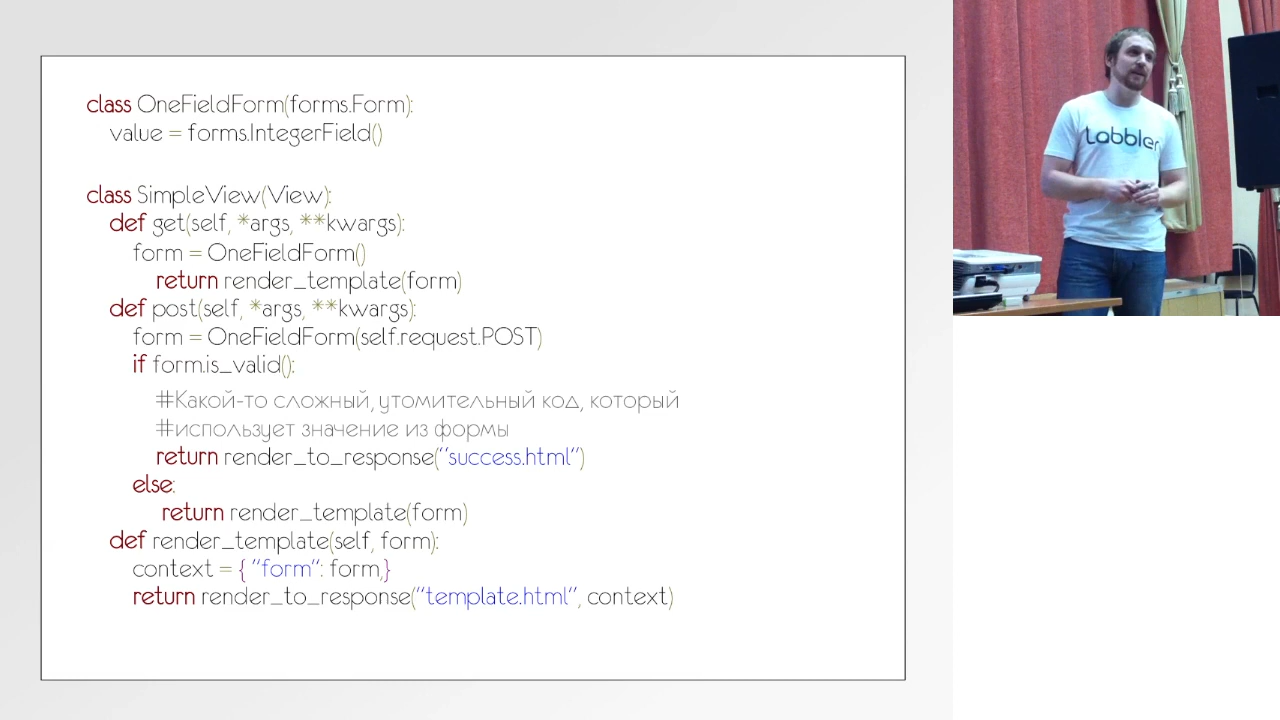 class OneFieldForm(forms.Form):
value = forms.IntegerField()
class SimpleView(View):
def get(self, *args, **kwargs):
form = OneFieldForm()
return render_template(form)
def post(self, *args, **kwargs):
form = OneFieldForm(self.request.POST)
if form.is_valid():
#Какой-то сложный, утомительный код, который
#использует значение из формы
return render_to_response("success.html")
else:
return render_template(form)
def render_template(self, form):
context = { "form": form,}
return render_to_response("template.html", context)
tabbler